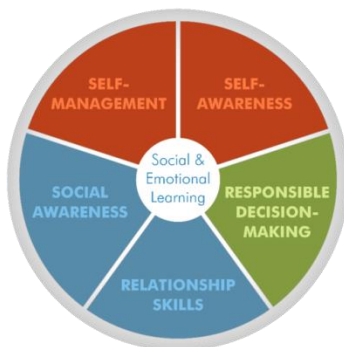 SELF-
MANAGEMENT
SELF-
AWARENESS
Social &
Emotional
Learning
SOCIAL
AWARENESS
RESPONSIBLE
DECISION-
MAKING
RELATIONSHIP
SKILLS